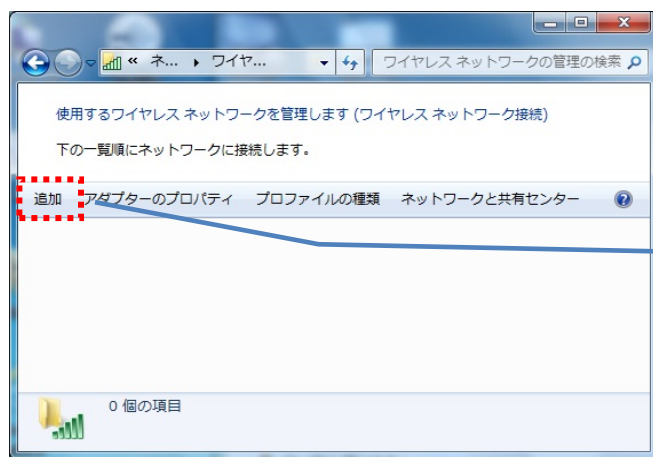 « ネ... ワイヤ... ワイヤレス ネットワークの管理の検索
使用するワイヤレス ネットワークを管理します (ワイヤレス ネットワーク接続)
下の一覧順にネットワークに接続します。
追加 アダプターのプロパティ プロファイルの種類 ネットワークと共有センター
0 個の項目